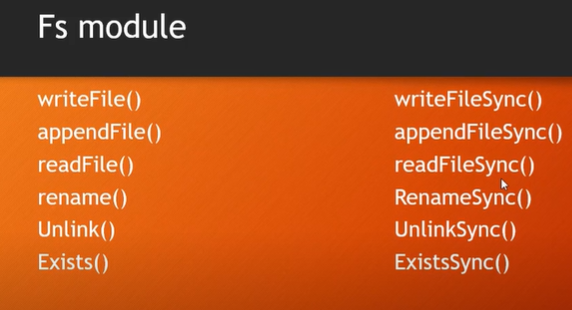 Fs module
writeFile()
appendFile()
readFile()
rename()
Unlink()
Exists()
writeFileSync()
appendFileSync()
readFileSync()
RenameSync()
UnlinkSync()
ExistsSync()